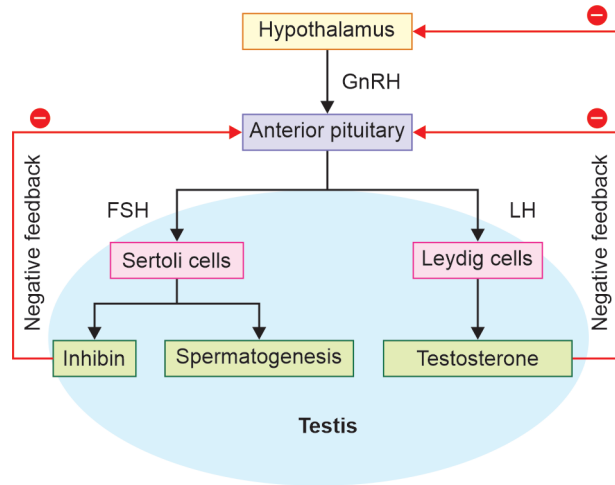 Hypothalamus
GnRH
Anterior pituitary
Negative feedback
FSH
LH
Negative feedback
Sertoli cells
Leydig cells
Inhibin
Spermatogenesis
Testosterone
Testis